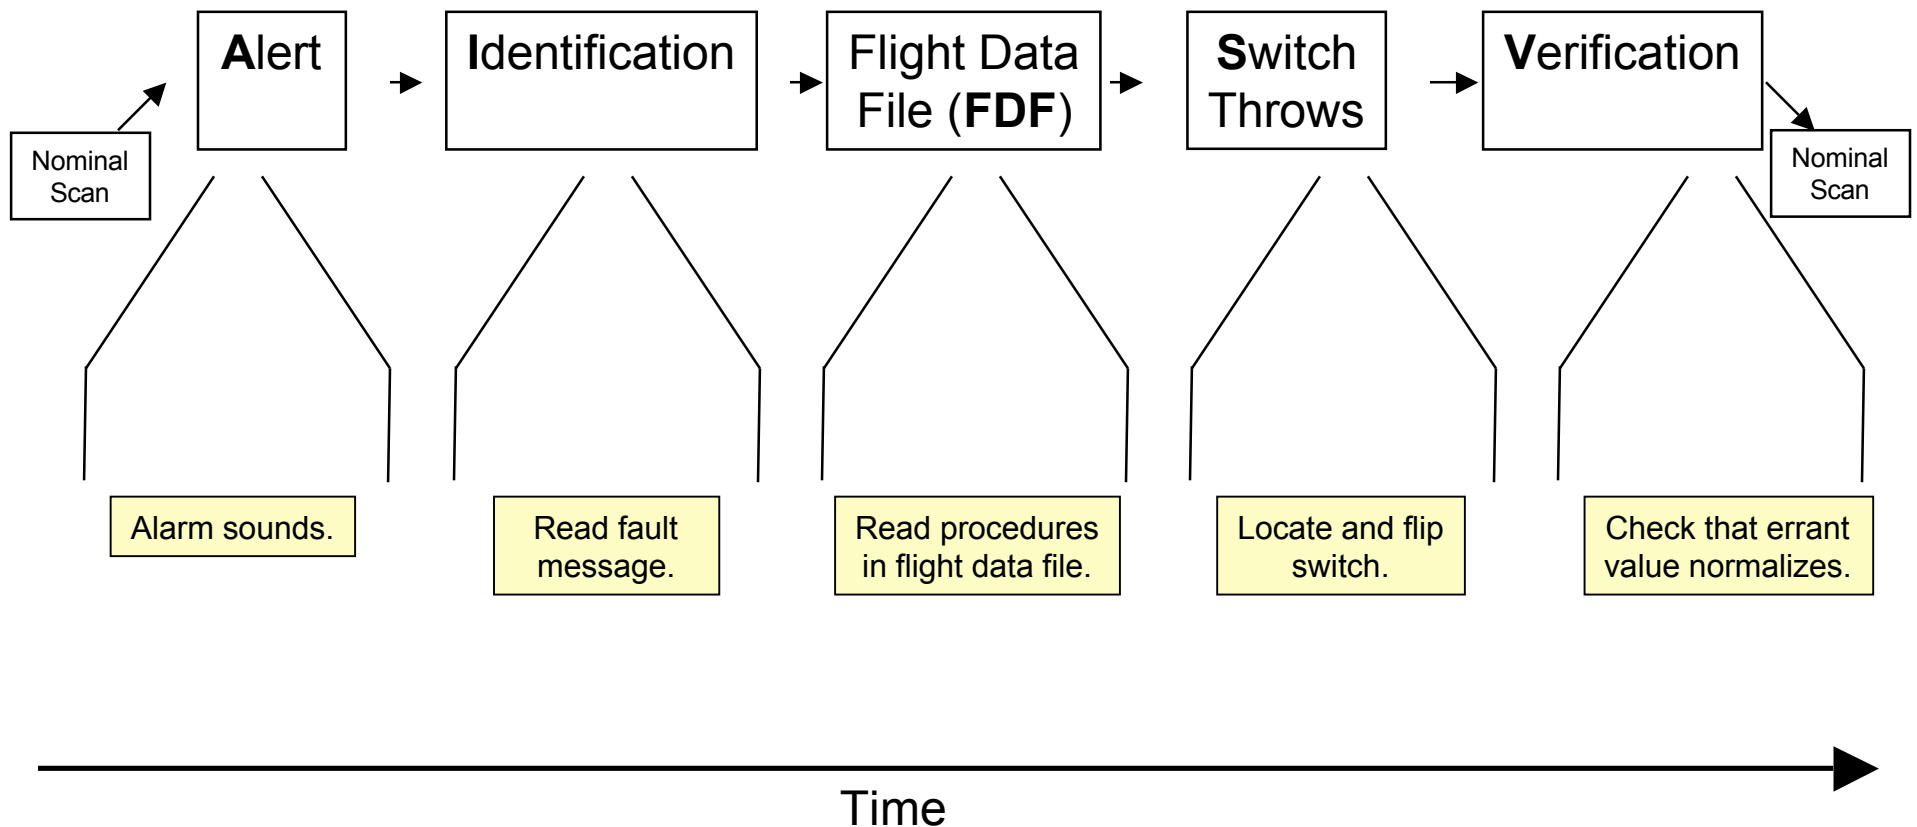 Nominal
Scan
Alert
Identification
Flight Data
File (FDF)
Switch
Throws
Verification
Nominal
Scan
Alarm sounds.
Read fault
message.
Read procedures
in flight data file.
Locate and flip
switch.
Check that errant
value normalizes.
Time